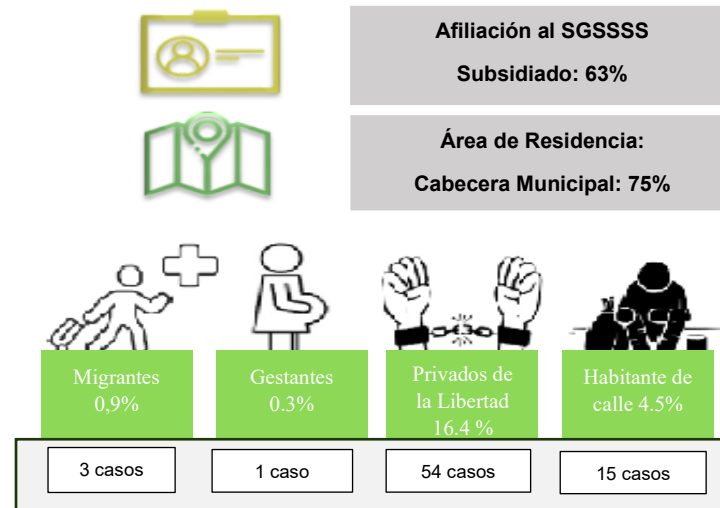 Afiliación al SGSSSS
Subsidiado: 63%
Área de Residencia:
Cabecera Municipal: 75%
Migrantes
0,9%
Gestantes
0.3%
Privados de
la Libertad
16.4 %
Habitante de
calle 4.5%
3 casos
1 caso
54 casos
15 casos